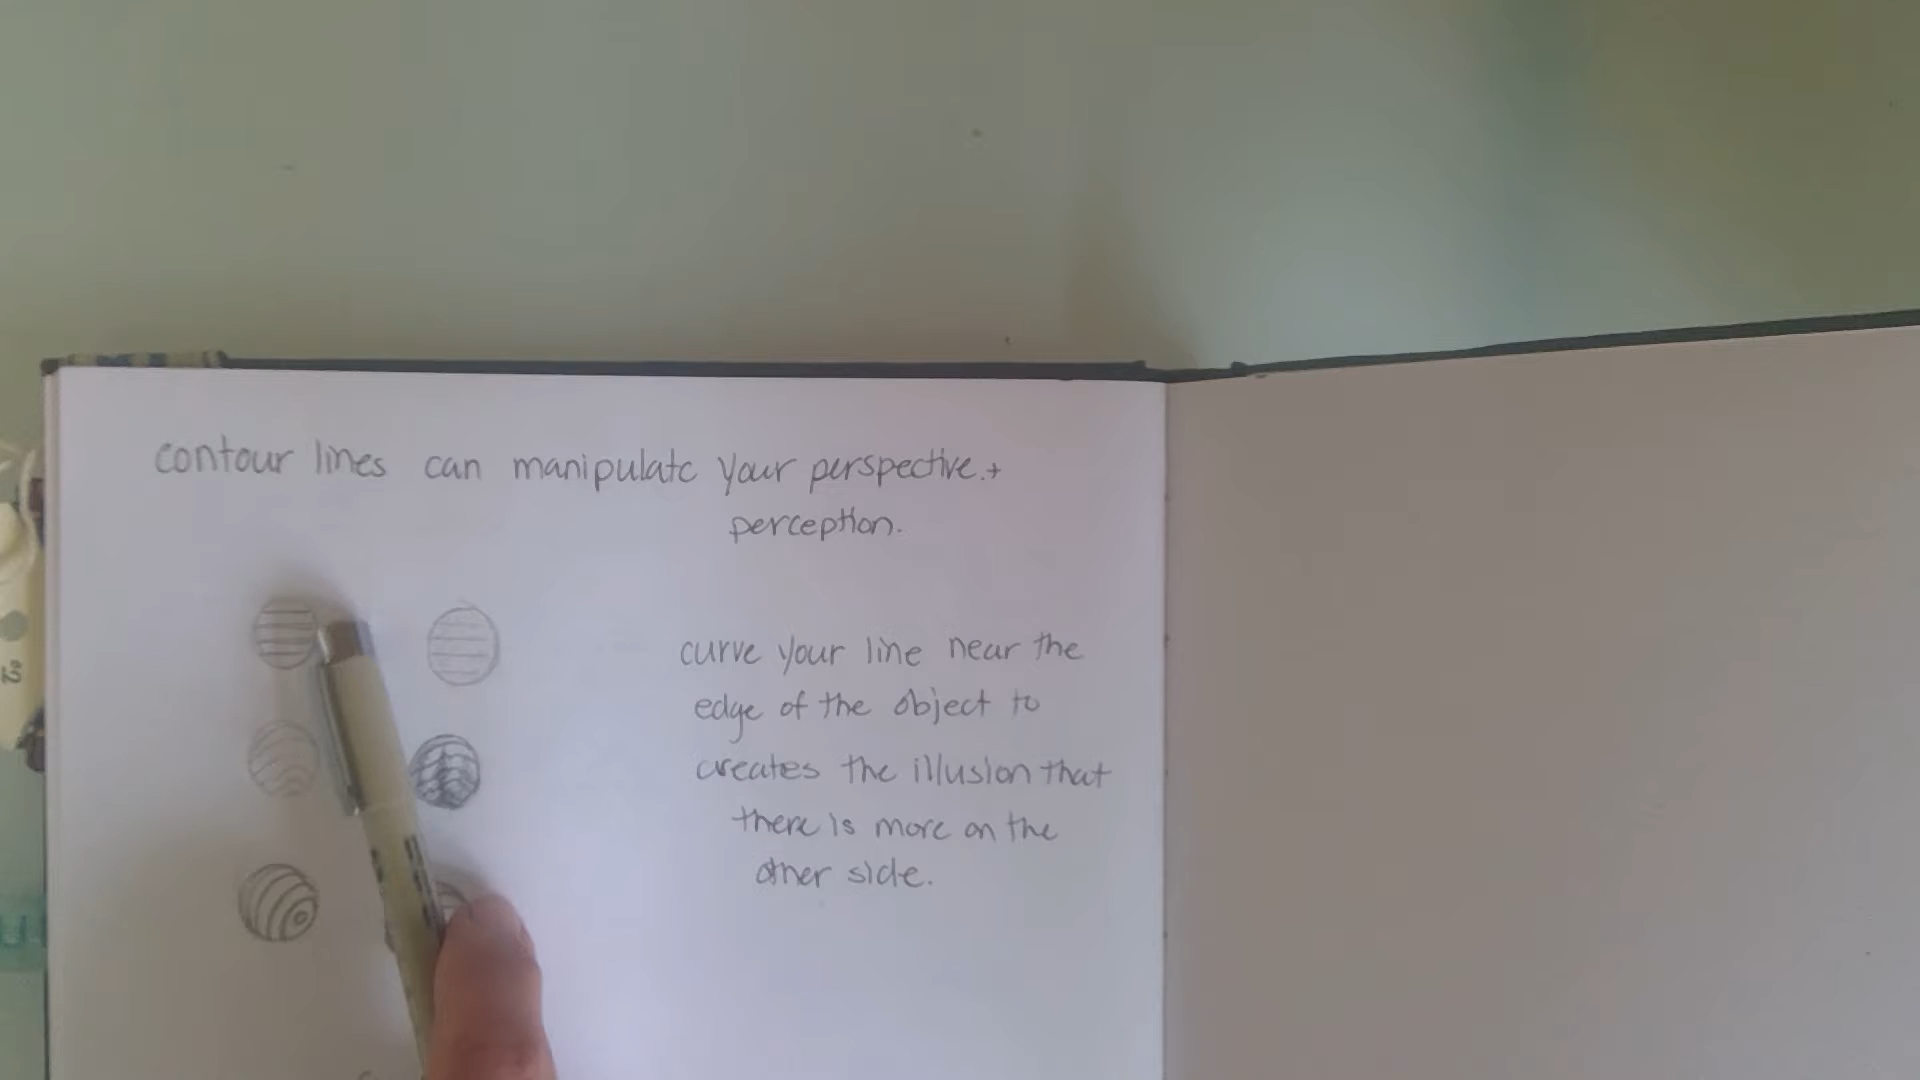 contour lines can manipulate your perspective. +
perception.
curve your line near the
edge of the object to
creates the illusion that
there is more on the
other side.